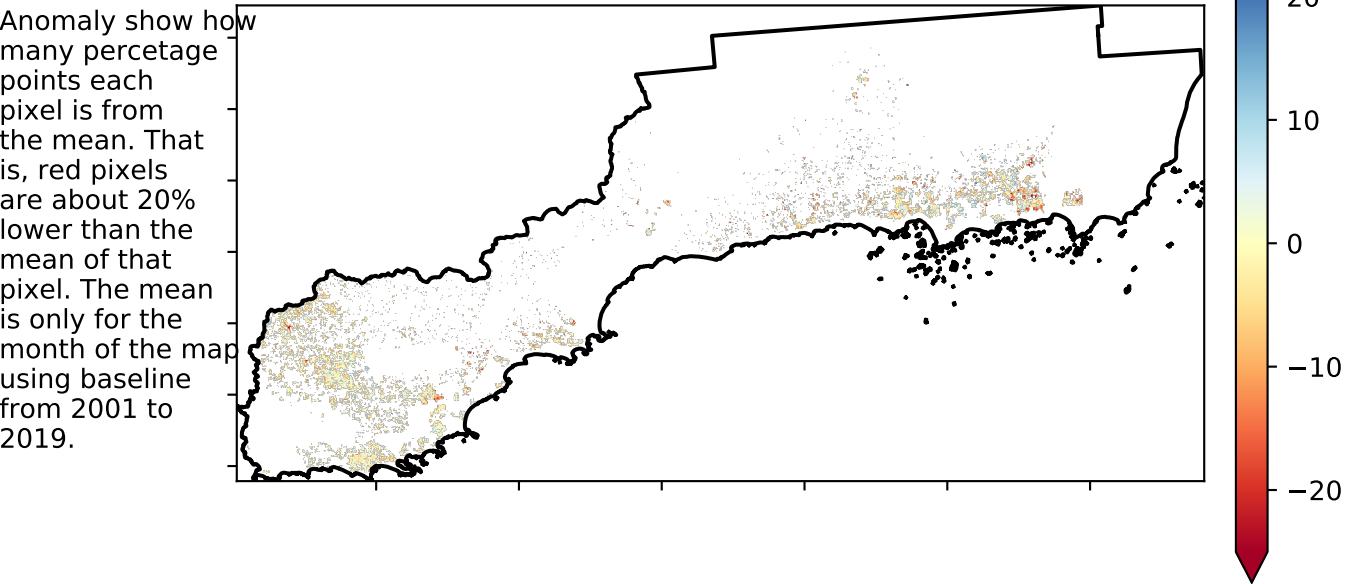 Anomaly show how
many percetage
points each
pixel is from
the mean. That
is, red pixels
are about 20%
lower than the
mean of that
pixel. The mean
is only for the
month of the map
using baseline
from 2001 to
2019.
20
10
0
−10
−20